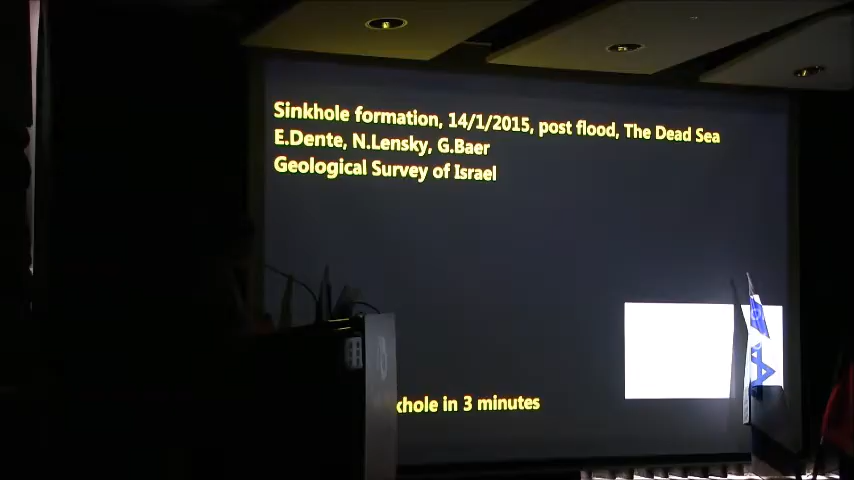 Sinkhole formation, 14/1/2015, post flood, The Dead Sea
E.Dente, N.Lensky, G.Baer
Geological Survey of Israel
khole in 3 minutes